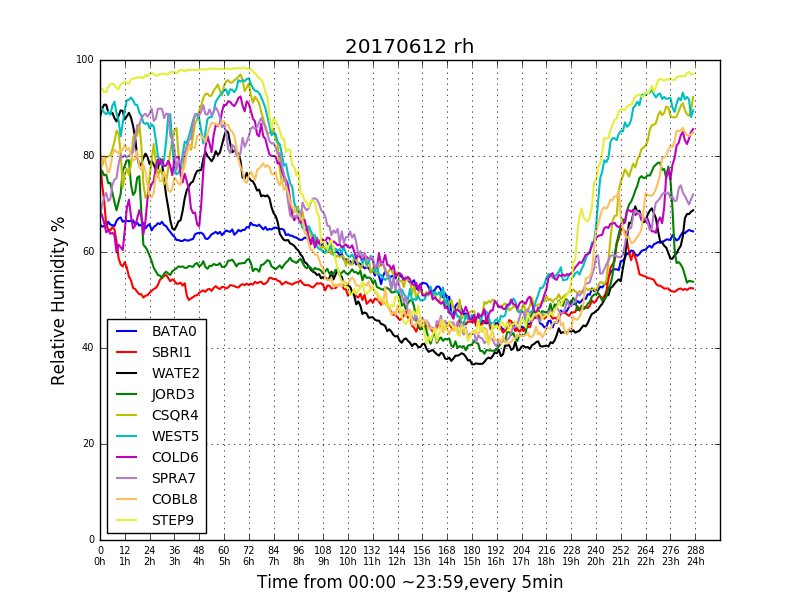 20170612 rh
Relative Humidity %
100
80
60
40
20
0
BATA0
SBRI1
WATE2
JORD3
CSQR4
WEST5
COLD6
SPRA7
COBL8
STEP9
0 12 24 36 48 60 72 84 96 108 120 132 144 156 168 180 192 204 216 228 240 252 264 276 288
0h 1h 2h 3h 4h 5h 6h 7h 8h 9h 10h 11h 12h 13h 14h 15h 16h 17h 18h 19h 20h 21h 22h 23h 24h
Time from 00:00 ~23:59,every 5min